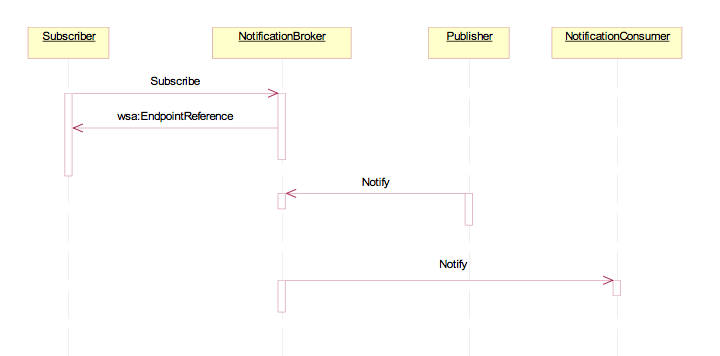 Subscriber
NotificationBroker
Publisher
NotificationConsumer
Subscribe
wsa:EndpointReference
Notify
Notify